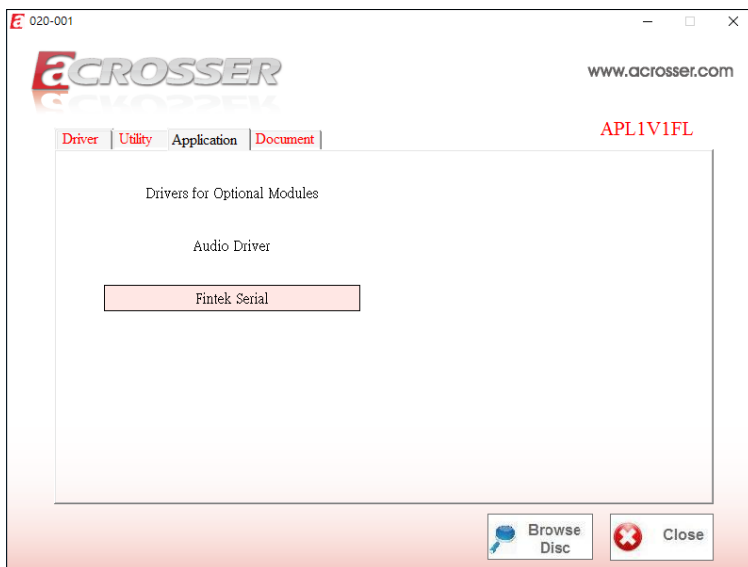 020-001
aCROSSER
www.acrosser.com
APL1V1FL
Driver Utility Application Document
Drivers for Optional Modules
Audio Driver
Fintek Serial
Browse
Disc
Close